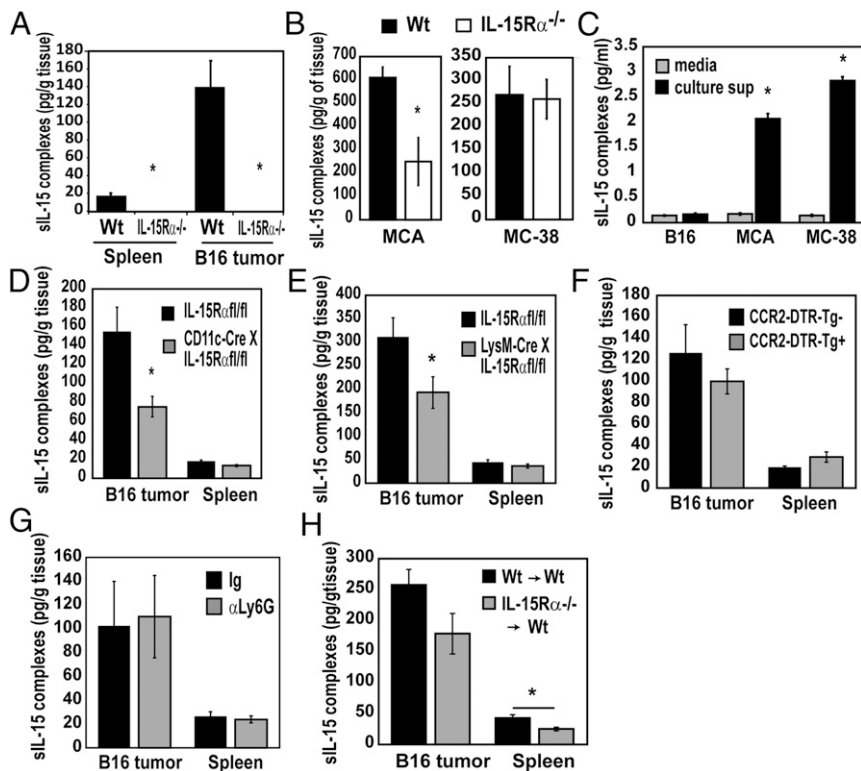 A
sIL-15 complexes (pg/g tissue)
180
160
140
120
100
80
60
40
20
0
*
*
Wt IL-15Rα-/- Wt IL-15Rα-/-
Spleen B16 tumor
B
Wt IL-15Rα-/-
sIL-15 complexes (pg/g of tissue)
700
600
500
400
300
200
100
0
*
MCA
350
300
250
200
150
100
50
0
MC-38
C
sIL-15 complexes (pg/ml)
3.5
3
2.5
2
1.5
1
0.5
0
media
culture sup
*
*
B16 MCA MC-38
D
sIL-15 complexes (pg/g tissue)
200
180
160
140
120
100
80
60
40
20
0
IL-15Rαfl/fl
CD11c-Cre X
IL-15Rαfl/fl
*
B16 tumor Spleen
E
sIL-15 complexes (pg/g tissue)
400
350
300
250
200
150
100
50
0
IL-15Rαfl/fl
LysM-Cre X
IL-15Rαfl/fl
*
B16 tumor Spleen
F
sIL-15 complexes (pg/g tissue)
180
160
140
120
100
80
60
40
20
0
CCR2-DTR-Tg-
CCR2-DTR-Tg+
B16 tumor Spleen
G
sIL-15 complexes (pg/g tissue)
160
140
120
100
80
60
40
20
0
Ig
αLy6G
B16 tumor Spleen
H
sIL-15 complexes (pg/gtissue)
300
250
200
150
100
50
0
Wt → Wt
IL-15Rα-/-
→ Wt
*
B16 tumor Spleen